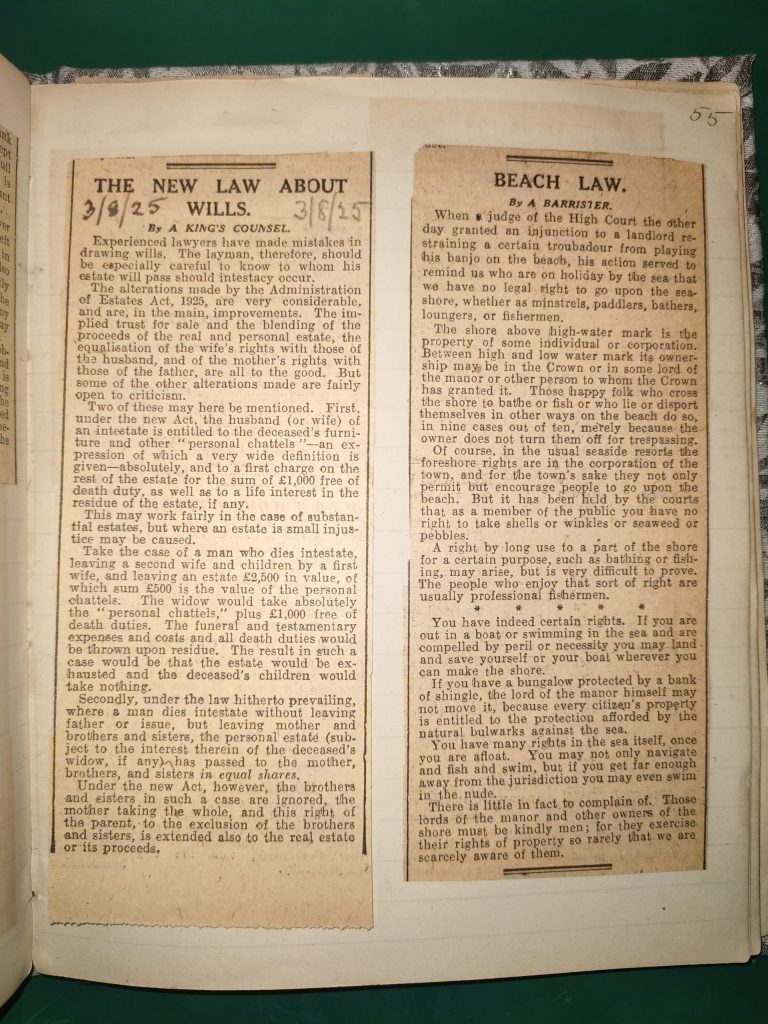 55
THE NEW LAW ABOUT
WILLS.
3/8/25
3/8/25
By A KING'S COUNSEL.
Experienced lawyers have made mistakes in
drawing wills. The layman, therefore, should
be especially careful to know to whom his
estate will pass should intestacy occur.
The alterations made by the Administration
of Estates Act, 1925, are very considerable,
and are, in the main, improvements. The im-
plied trust for sale and the blending of the
proceeds of the real and personal estate, the
equalisation of the wife's rights with those of
the husband, and of the mother's rights with
those of the father, are all to the good. But
some of the other alterations made are fairly
open to criticism.
Two of these may here be mentioned. First,
under the new Act, the husband (or wife) of
an intestate is entitled to the deceased's furni-
ture and other "personal chattels"—an ex-
pression of which a very wide definition is
given—absolutely, and to a first charge on the
rest of the estate for the sum of £1,000 free of
death duty, as well as to a life interest in the
residue of the estate, if any.
This may work fairly in the case of substan-
tial estates, but where an estate is small injus-
tice may be caused.
Take the case of a man who dies intestate,
leaving a second wife and children by a first
wife, and leaving an estate £2,500 in value, of
which sum £500 is the value of the personal
chattels. The widow would take absolutely
the "personal chattels," plus £1,000 free of
death duties. The funeral and testamentary
expenses and costs and all death duties would
be thrown upon residue. The result in such a
case would be that the estate would be ex-
hausted and the deceased's children would
take nothing.
Secondly, under the law hitherto prevailing,
where a man dies intestate without leaving
father or issue, but leaving mother and
brothers and sisters, the personal estate (sub-
ject to the interest therein of the deceased's
widow, if any) has passed to the mother,
brothers, and sisters in equal shares.
Under the new Act, however, the brothers
and sisters in such a case are ignored, the
mother taking the whole, and this right of
the parent, to the exclusion of the brothers
and sisters, is extended also to the real estate
or its proceeds.
BEACH LAW.
By A BARRISTER.
When a judge of the High Court the other
day granted an injunction to a landlord re-
straining a certain troubadour from playing
his banjo on the beach, his action served to
remind us who are on holiday by the sea that
we have no legal right to go upon the sea-
shore, whether as minstrels, paddlers, bathers,
loungers, or fishermen.
The shore above high-water mark is the
property of some individual or corporation.
Between high and low water mark its owner-
ship may be in the Crown or in some lord of
the manor or other person to whom the Crown
has granted it. Those happy folk who cross
the shore to bathe or fish or who lie or disport
themselves in other ways on the beach do so,
in nine cases out of ten, merely because the
owner does not turn them off for trespassing.
Of course, in the usual seaside resorts the
foreshore rights are in the corporation of the
town, and for the town's sake they not only
permit but encourage people to go upon the
beach. But it has been held by the courts
that as a member of the public you have no
right to take shells or winkles or seaweed or
pebbles.
A right by long use to a part of the shore
for a certain purpose, such as bathing or fish-
ing, may arise, but is very difficult to prove.
The people who enjoy that sort of right are
usually professional fishermen.
* * * * *
You have indeed certain rights. If you are
out in a boat or swimming in the sea and are
compelled by peril or necessity you may land
and save yourself or your boat wherever you
can make the shore.
If you have a bungalow protected by a bank
of shingle, the lord of the manor himself may
not move it, because every citizen's property
is entitled to the protection afforded by the
natural bulwarks against the sea.
You have many rights in the sea itself, once
you are afloat. You may not only navigate
and fish and swim, but if you get far enough
away from the jurisdiction you may even swim
in the nude.
There is little in fact to complain of. Those
lords of the manor and other owners of the
shore must be kindly men; for they exercise
their rights of property so rarely that we are
scarcely aware of them.